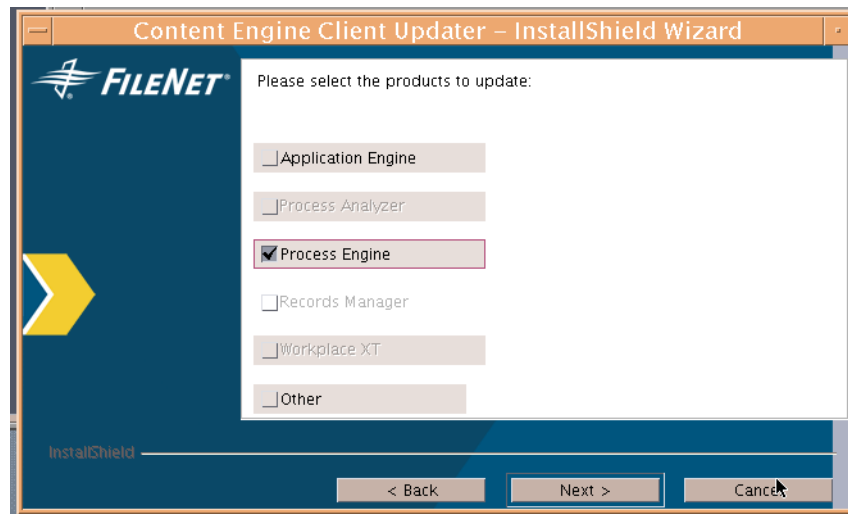 Content Engine Client Updater – InstallShield Wizard
FILENET
Please select the products to update:
Application Engine
Process Analyzer
Process Engine
Records Manager
Workplace XT
Other
InstallShield
< Back
Next >
Cancel